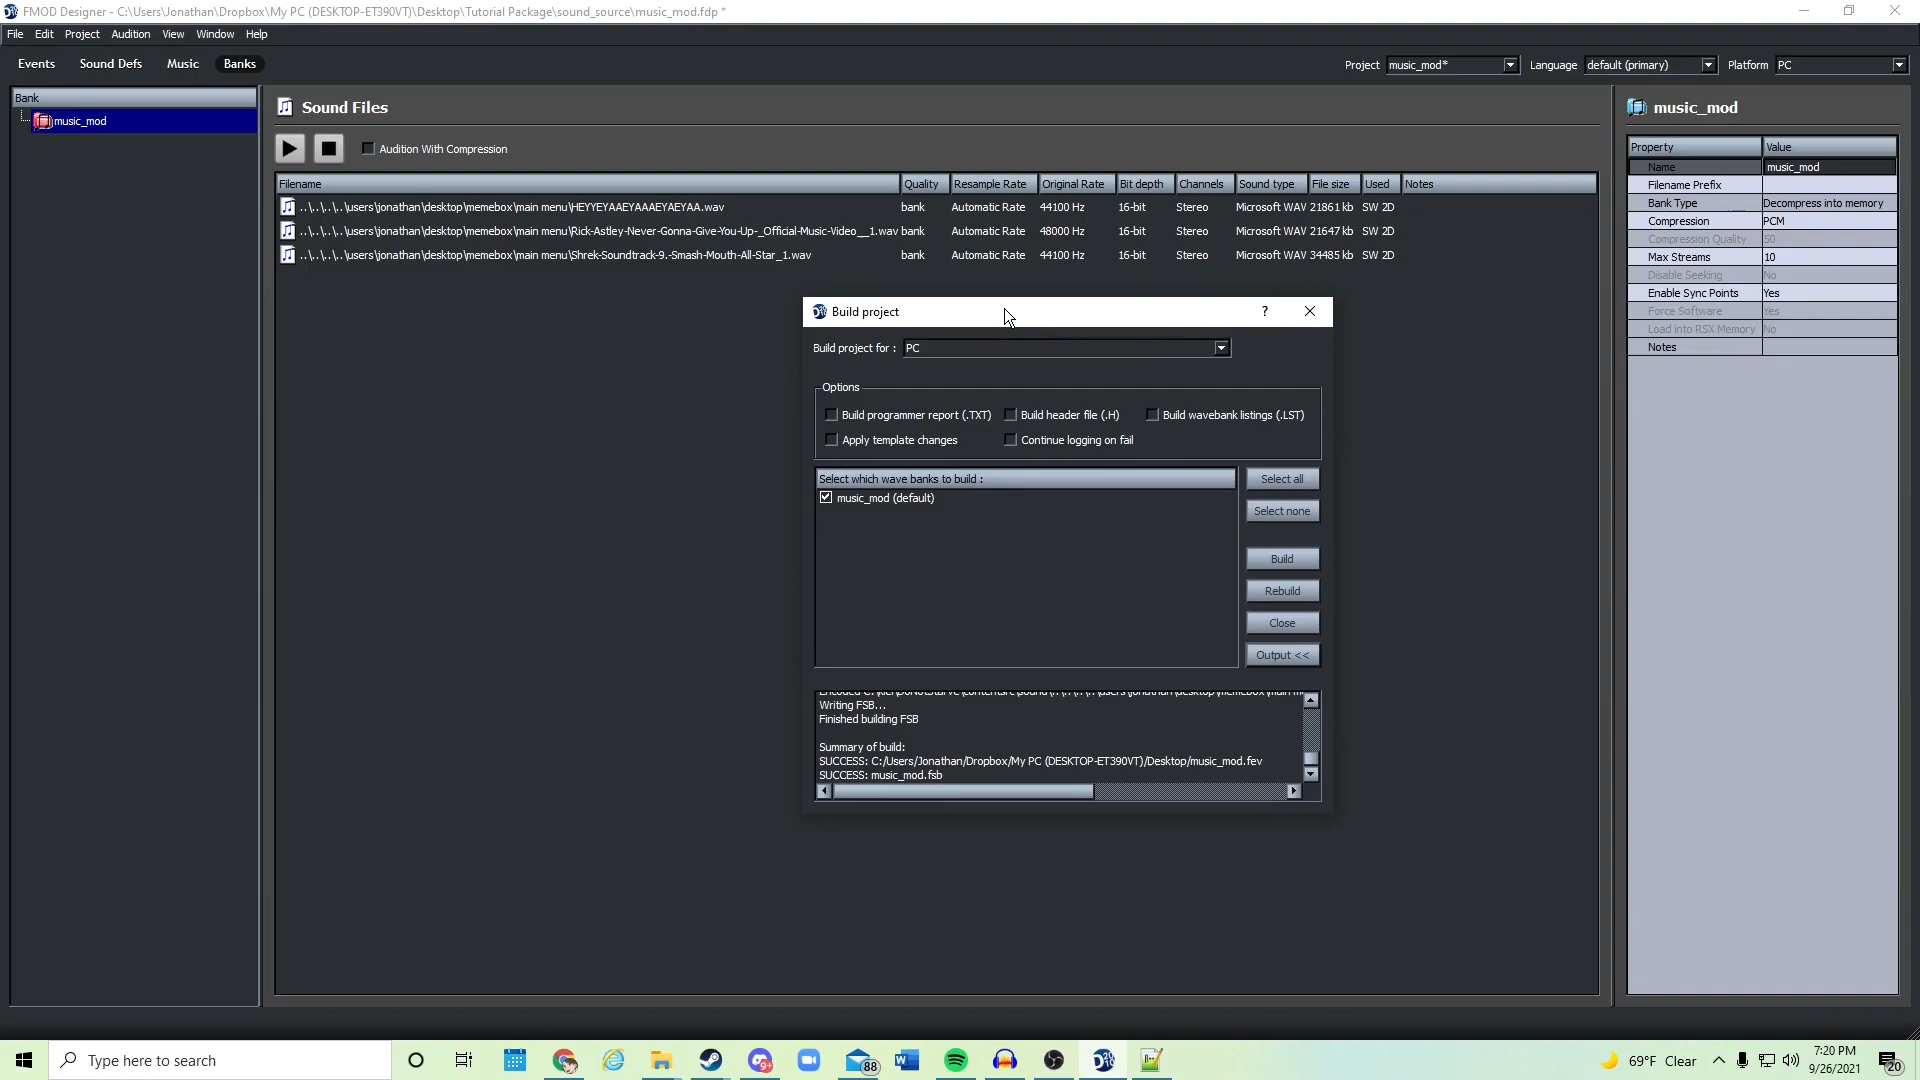 FMOD Designer - C:\Users\Jonathan\Dropbox\My PC (DESKTOP-ET390VT)\Desktop\Tutorial Package\sound_source\music_mod.fdp *
File Edit Project Audition View Window Help
Events Sound Defs Music Banks Project music_mod* Language default (primary) Platform PC
Bank
music_mod
Sound Files
Audition With Compression
Filename Quality Resample Rate Original Rate Bit depth Channels Sound type File size Used Notes
..\..\..\..\users\jonathan\desktop\memebox\main menu\HEYYEYAAEYAAAEYAEYAA.wav bank Automatic Rate 44100 Hz 16-bit Stereo Microsoft WAV 21861 kb SW 2D
..\..\..\..\users\jonathan\desktop\memebox\main menu\Rick-Astley-Never-Gonna-Give-You-Up-_Official-Music-Video__1.wav bank Automatic Rate 48000 Hz 16-bit Stereo Microsoft WAV 21647 kb SW 2D
..\..\..\..\users\jonathan\desktop\memebox\main menu\Shrek-Soundtrack-9.-Smash-Mouth-All-Star_1.wav bank Automatic Rate 44100 Hz 16-bit Stereo Microsoft WAV 34485 kb SW 2D
music_mod
Property Value
Name music_mod
Filename Prefix
Bank Type Decompress into memory
Compression PCM
Compression Quality 50
Max Streams 10
Disable Seeking No
Enable Sync Points Yes
Force Software Yes
Load into RSX Memory No
Notes
Build project ?
Build project for : PC
Options
Build programmer report (.TXT) Build header file (.H) Build wavebank listings (.LST)
Apply template changes Continue logging on fail
Select which wave banks to build :
music_mod (default)
Select all
Select none
Build
Rebuild
Close
Output <<
Writing FSB...
Finished building FSB
Summary of build:
SUCCESS: C:/Users/Jonathan/Dropbox/My PC (DESKTOP-ET390VT)/Desktop/music_mod.fev
SUCCESS: music_mod.fsb
Type here to search
9+
88
69°F Clear
7:20 PM
9/26/2021
20